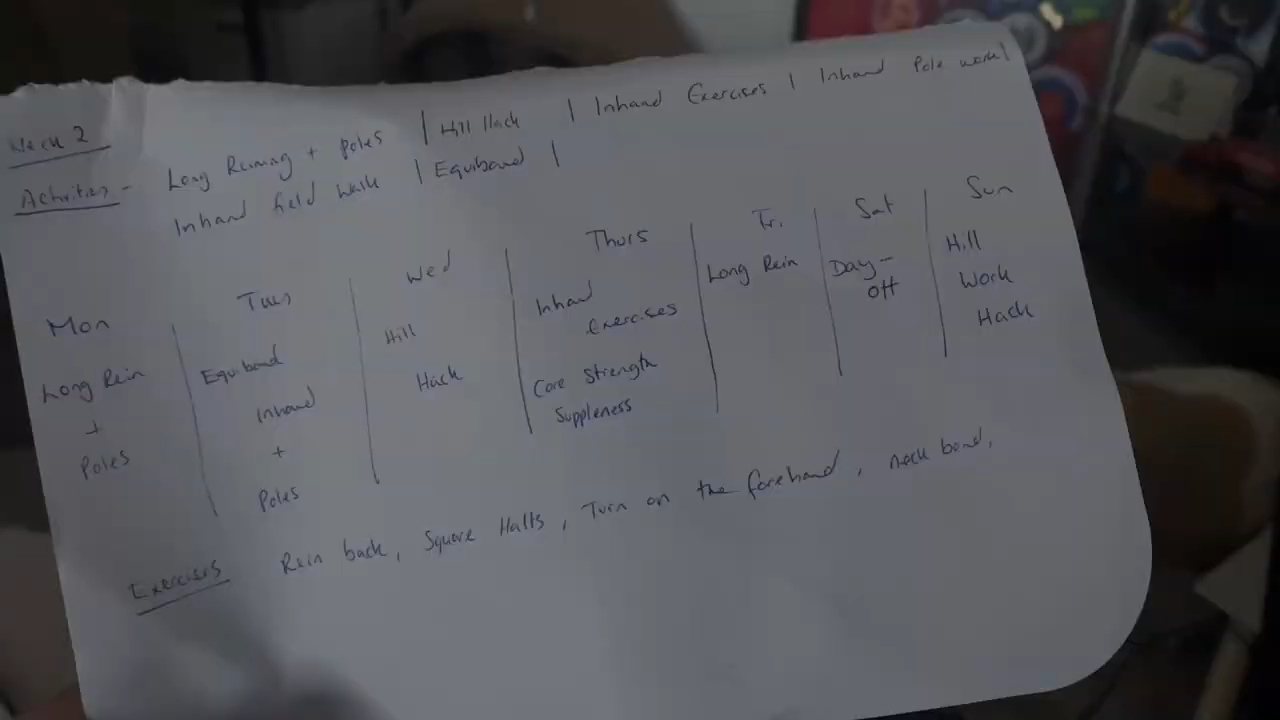 Week 2
Activities - Long Reining + Poles | Hill Hack | Inhand Exercises | Inhand Pole work |
Inhand field walk | Equiband |
Mon
Long Rein
+
Poles
Tues
Equiband
Inhand
+
Poles
Wed
Hill
Hack
Thurs
Inhand
Exercises
Core Strength
Suppleness
Fri
Long Rein
Sat
Day-
Off
Sun
Hill
Work
Hack
Exercises Rein back, Square Halts, Turn on the forehand, neck bend,